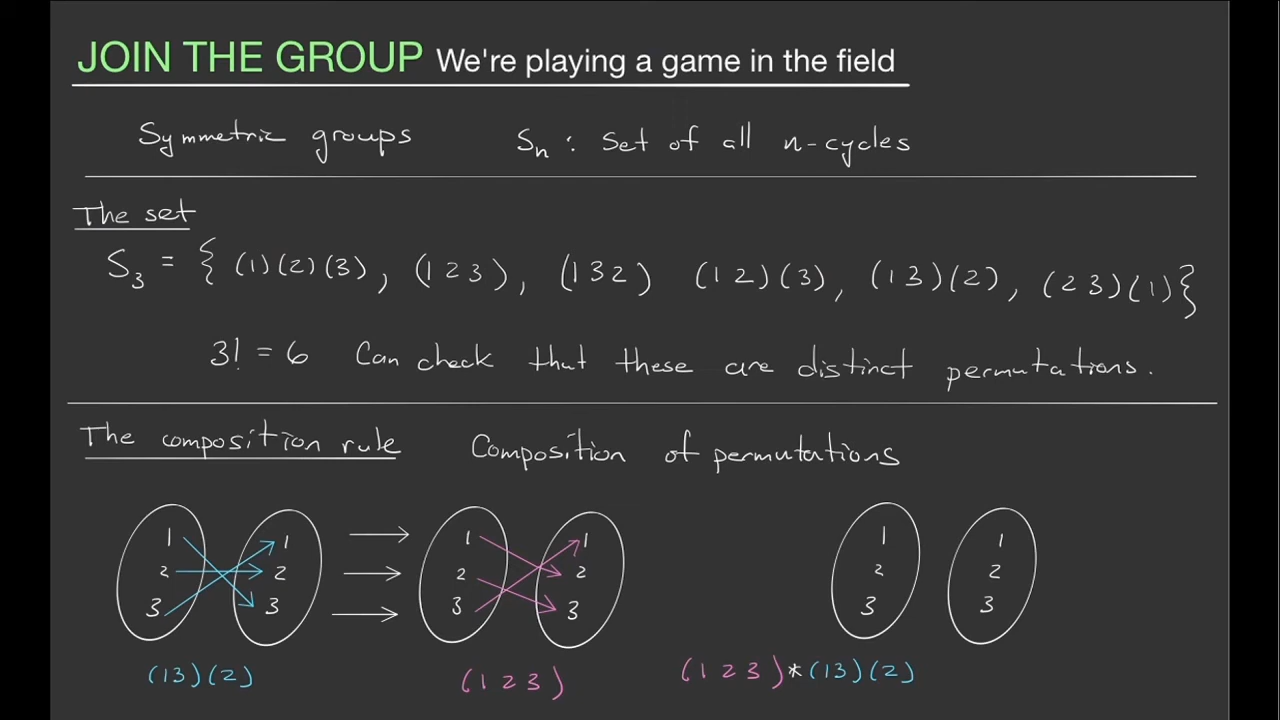 JOIN THE GROUP We're playing a game in the field
Symmetric groups Sₙ : Set of all n-cycles
The set
S₃ = { (1)(2)(3), (1 2 3), (1 3 2) (1 2)(3), (1 3)(2), (2 3)(1)}
3! = 6 Can check that these are distinct permutations.
The composition rule Composition of permutations
1 1 1 1 1 1
2 2 2 2 2 2
3 3 3 3 3 3
(13)(2) (1 2 3) (1 2 3)*(13)(2)